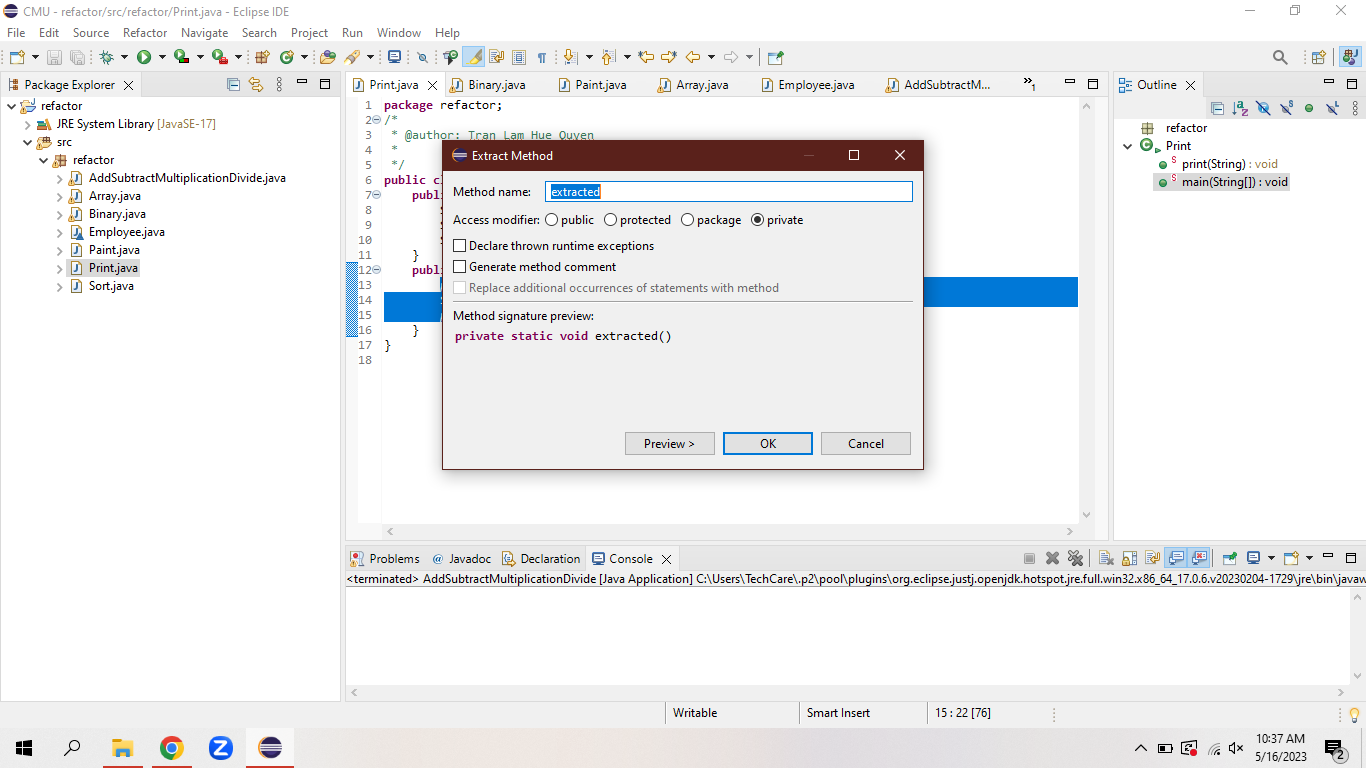 CMU - refactor/src/refactor/Print.java - Eclipse IDE
File Edit Source Refactor Navigate Search Project Run Window Help
Package Explorer
refactor
JRE System Library [JavaSE-17]
src
refactor
AddSubtractMultiplicationDivide.java
Array.java
Binary.java
Employee.java
Paint.java
Print.java
Sort.java
Print.java Binary.java Paint.java Array.java Employee.java AddSubtractM... »1
1 package refactor;
2 /*
3 * @author: Tran Lam Hue Quyen
4 *
5 */
6 public cl
7 publi
8
9
10
11 }
12 publi
13
14
15
16 }
17 }
18
Extract Method
Method name: extracted
Access modifier: public protected package private
Declare thrown runtime exceptions
Generate method comment
Replace additional occurrences of statements with method
Method signature preview:
private static void extracted()
Preview > OK Cancel
Outline
refactor
Print
print(String) : void
main(String[]) : void
Problems @ Javadoc Declaration Console
<terminated> AddSubtractMultiplicationDivide [Java Application] C:\Users\TechCare\.p2\pool\plugins\org.eclipse.justj.openjdk.hotspot.jre.full.win32.x86_64_17.0.6.v20230204-1729\jre\bin\javaw
Writable Smart Insert 15 : 22 [76]
10:37 AM
5/16/2023
2